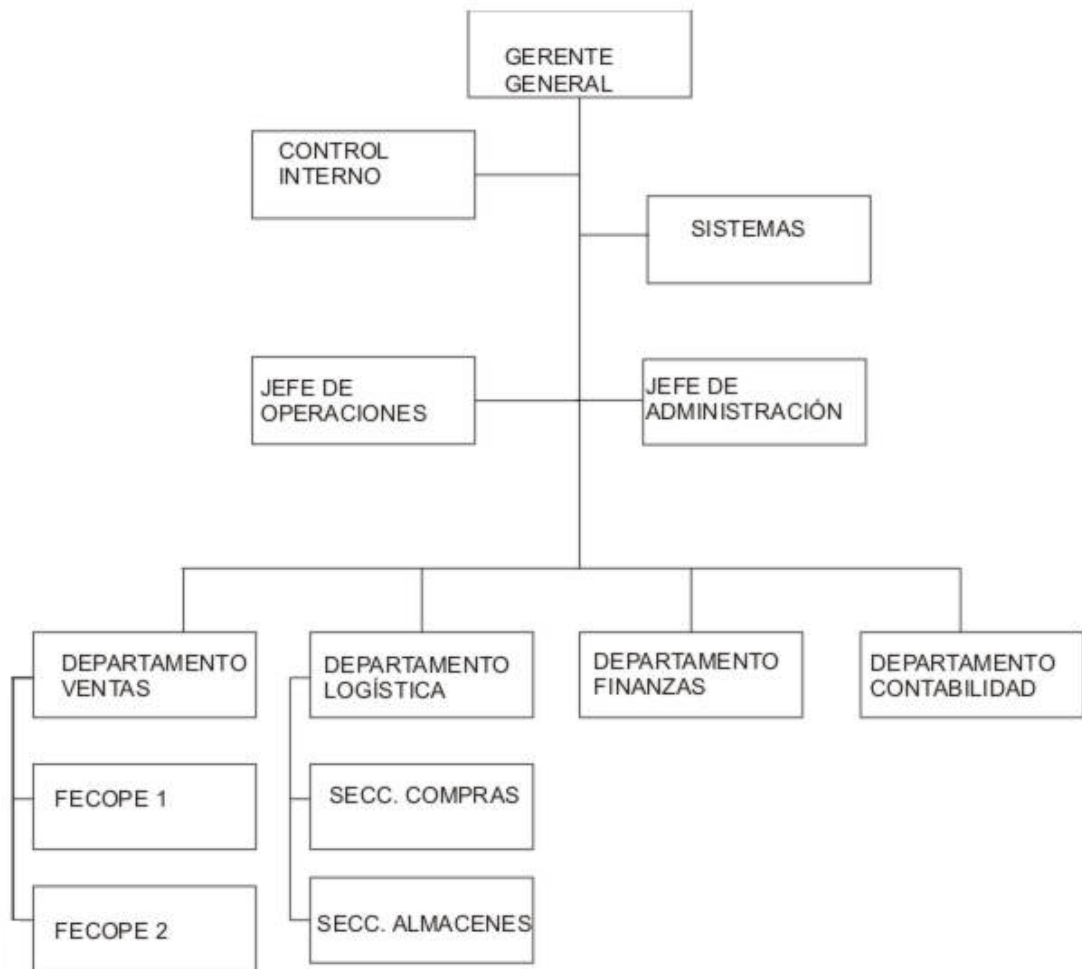 GERENTE
GENERAL
CONTROL
INTERNO
SISTEMAS
JEFE DE
OPERACIONES
JEFE DE
ADMINISTRACIÓN
DEPARTAMENTO
VENTAS
DEPARTAMENTO
LOGÍSTICA
DEPARTAMENTO
FINANZAS
DEPARTAMENTO
CONTABILIDAD
FECOPE 1
SECC. COMPRAS
FECOPE 2
SECC. ALMACENES